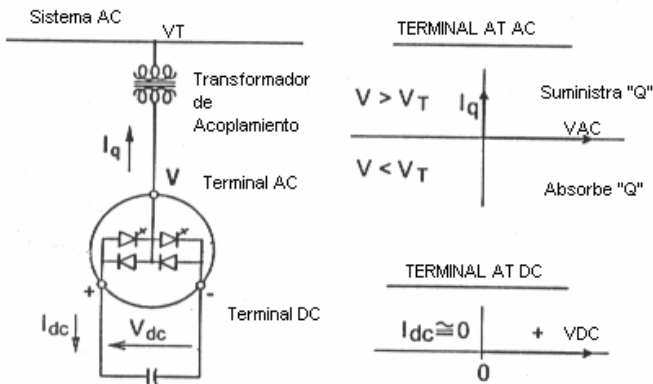 Sistema AC
VT
Transformador
de
Acoplamiento
Iq
V
Terminal AC
+
-
Terminal DC
Idc
Vdc
TERMINAL AT AC
V > VT
Iq
Suministra "Q"
VAC
V < VT
Absorbe "Q"
TERMINAL AT DC
Idc≅0
+
VDC
0